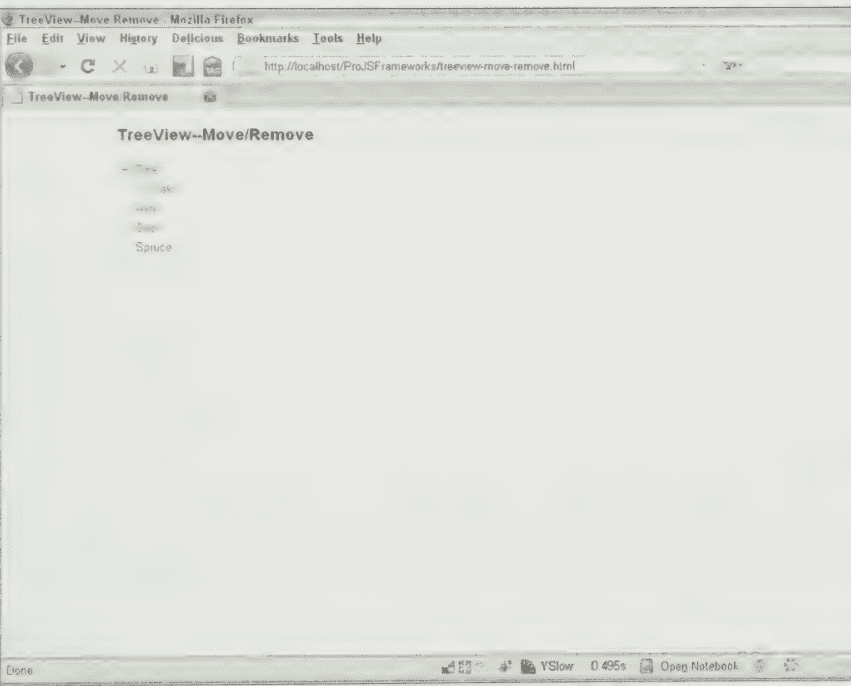 TreeView--Move Remove - Mozilla Firefox
File Edit View History Delicious Bookmarks Tools Help
http://localhost/ProJSFrameworks/treeview-move-remove.html
TreeView--Move/Remove
TreeView--Move/Remove
Spruce
Done YSlow 0.495s Open Notebook